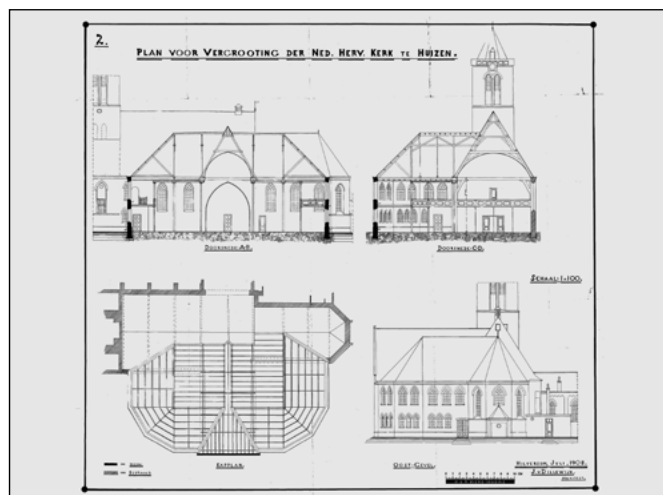 2.
PLAN VOOR VERGROOTING DER NED. HERV. KERK TE HUIZEN.
DOORSNEDE-A-B.
DOORSNEDE-C-D.
SCHAAL: 1-100.
KAPPLAN.
OOST-GEVEL.
HILVERSUM, JULI, 1908.